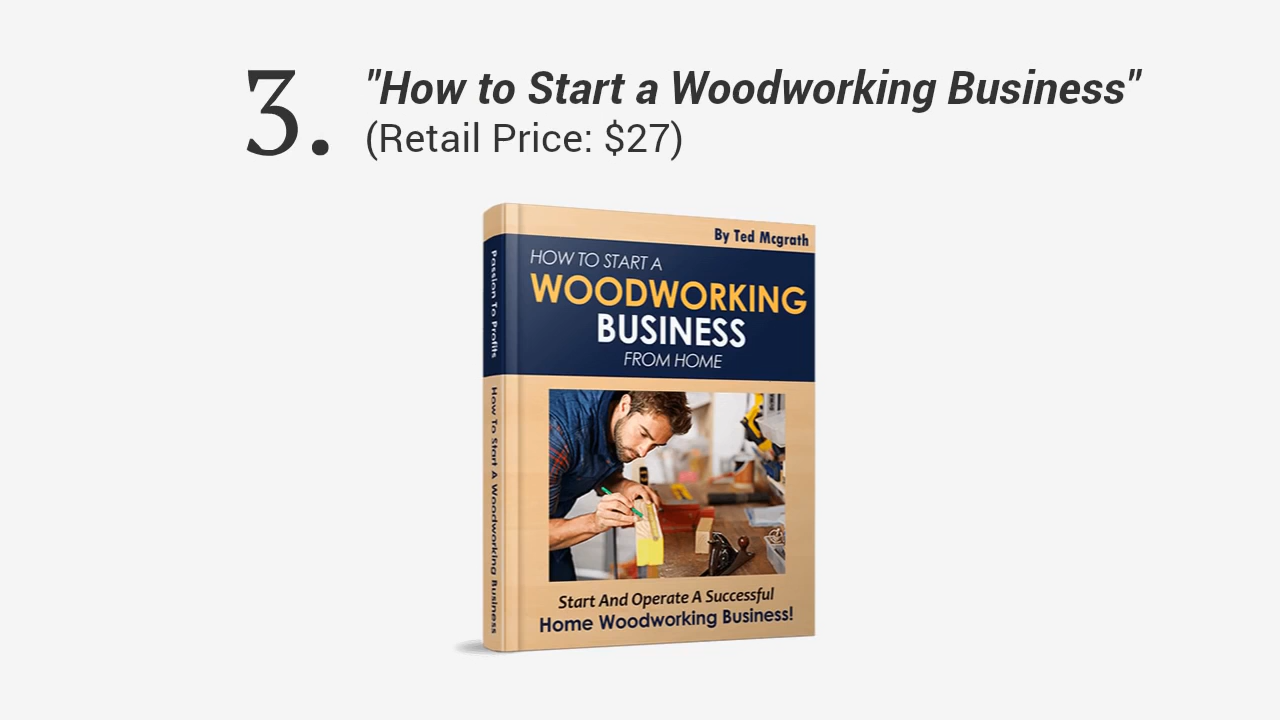 3. "How to Start a Woodworking Business"
(Retail Price: $27)
By Ted Mcgrath
HOW TO START A
WOODWORKING
BUSINESS
FROM HOME
Start And Operate A Successful
Home Woodworking Business!
Passion To Profits
How To Start A Woodworking Business